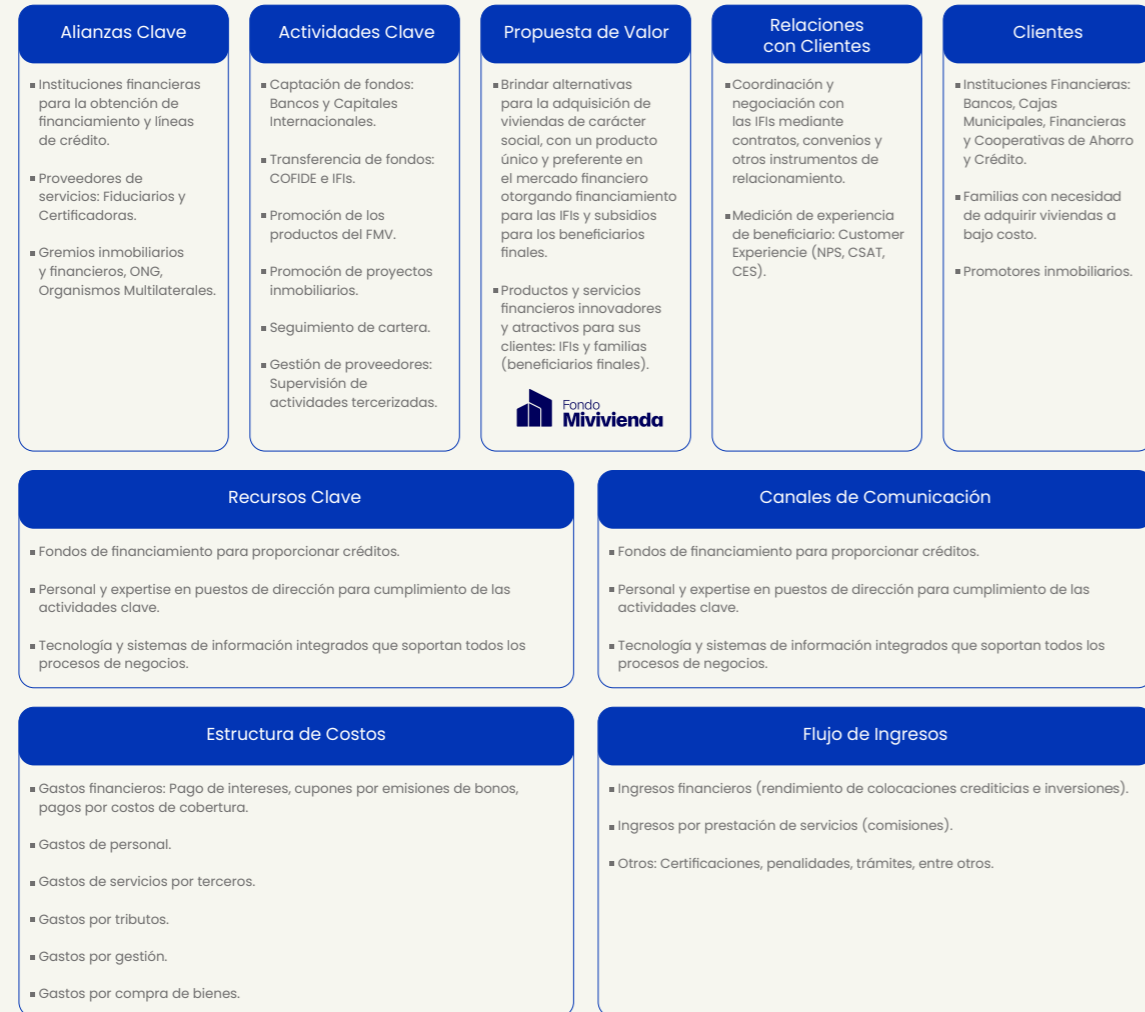 Alianzas Clave
Instituciones financieras
para la obtención de
financiamiento y líneas
de crédito.
Proveedores de
servicios: Fiduciarios y
Certificadoras.
Gremios inmobiliarios
y financieros, ONG,
Organismos Multilaterales.
Actividades Clave
Captación de fondos:
Bancos y Capitales
Internacionales.
Transferencia de fondos:
COFIDE e IFIs.
Promoción de los
productos del FMV.
Promoción de proyectos
inmobiliarios.
Seguimiento de cartera.
Gestión de proveedores:
Supervisión de
actividades tercerizadas.
Propuesta de Valor
Brindar alternativas
para la adquisición de
viviendas de carácter
social, con un producto
único y preferente en
el mercado financiero
otorgando financiamiento
para las IFIs y subsidios
para los beneficiarios
finales.
Productos y servicios
financieros innovadores
y atractivos para sus
clientes: IFIs y familias
(beneficiarios finales).
Fondo
Mivivienda
Relaciones
con Clientes
Coordinación y
negociación con
las IFIs mediante
contratos, convenios y
otros instrumentos de
relacionamiento.
Medición de experiencia
de beneficiario: Customer
Experiencie (NPS, CSAT,
CES).
Clientes
Instituciones Financieras:
Bancos, Cajas
Municipales, Financieras
y Cooperativas de Ahorro
y Crédito.
Familias con necesidad
de adquirir viviendas a
bajo costo.
Promotores inmobiliarios.
Recursos Clave
Fondos de financiamiento para proporcionar créditos.
Personal y expertise en puestos de dirección para cumplimiento de las
actividades clave.
Tecnología y sistemas de información integrados que soportan todos los
procesos de negocios.
Canales de Comunicación
Fondos de financiamiento para proporcionar créditos.
Personal y expertise en puestos de dirección para cumplimiento de las
actividades clave.
Tecnología y sistemas de información integrados que soportan todos los
procesos de negocios.
Estructura de Costos
Gastos financieros: Pago de intereses, cupones por emisiones de bonos,
pagos por costos de cobertura.
Gastos de personal.
Gastos de servicios por terceros.
Gastos por tributos.
Gastos por gestión.
Gastos por compra de bienes.
Flujo de Ingresos
Ingresos financieros (rendimiento de colocaciones crediticias e inversiones).
Ingresos por prestación de servicios (comisiones).
Otros: Certificaciones, penalidades, trámites, entre otros.